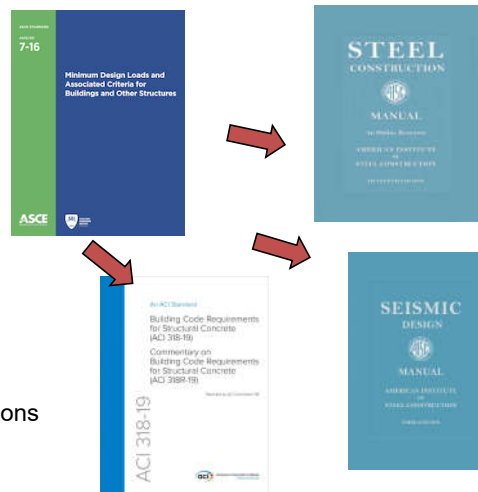 ASCE STANDARD
7-16
Minimum Design Loads and
Associated Criteria for
Buildings and Other Structures
ASCE
STEEL
CONSTRUCTION
MANUAL
AMERICAN INSTITUTE
OF
STEEL CONSTRUCTION
An ACI Standard
Building Code Requirements
for Structural Concrete
(ACI 318-19)
Commentary on
Building Code Requirements
for Structural Concrete
(ACI 318R-19)
ACI 318-19
aci
SEISMIC
DESIGN
MANUAL
AMERICAN INSTITUTE
OF
STEEL CONSTRUCTION
ons